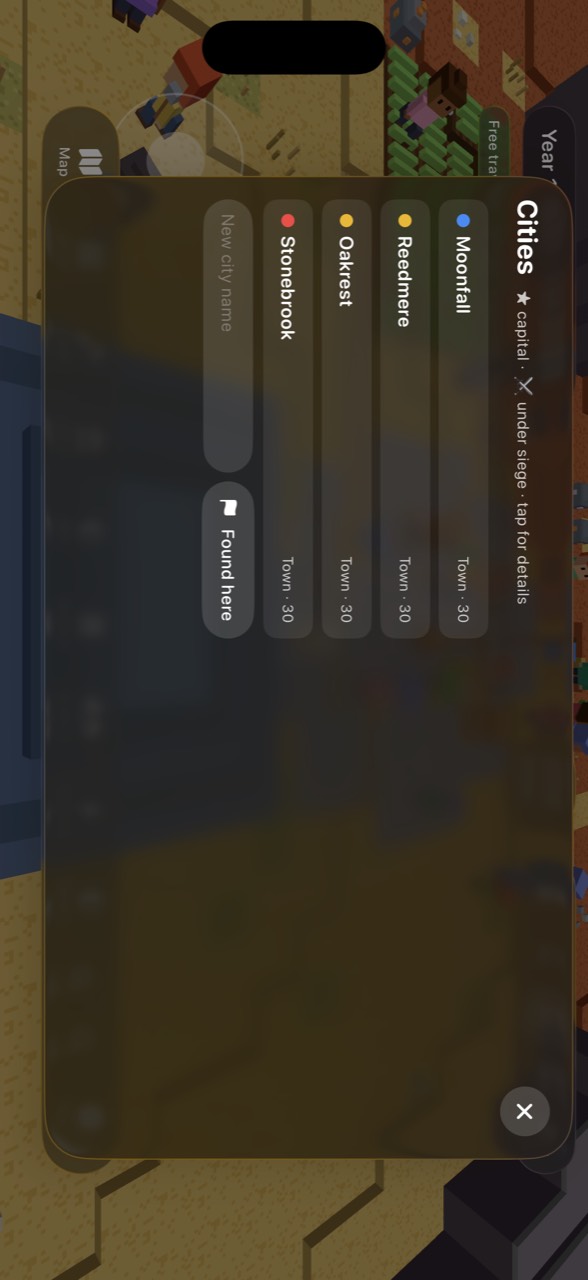 Year
Free tra
Map
Cities ★ capital · ⚔ under siege · tap for details
Moonfall Town · 30
Reedmere Town · 30
Oakrest Town · 30
Stonebrook Town · 30
New city name Found here